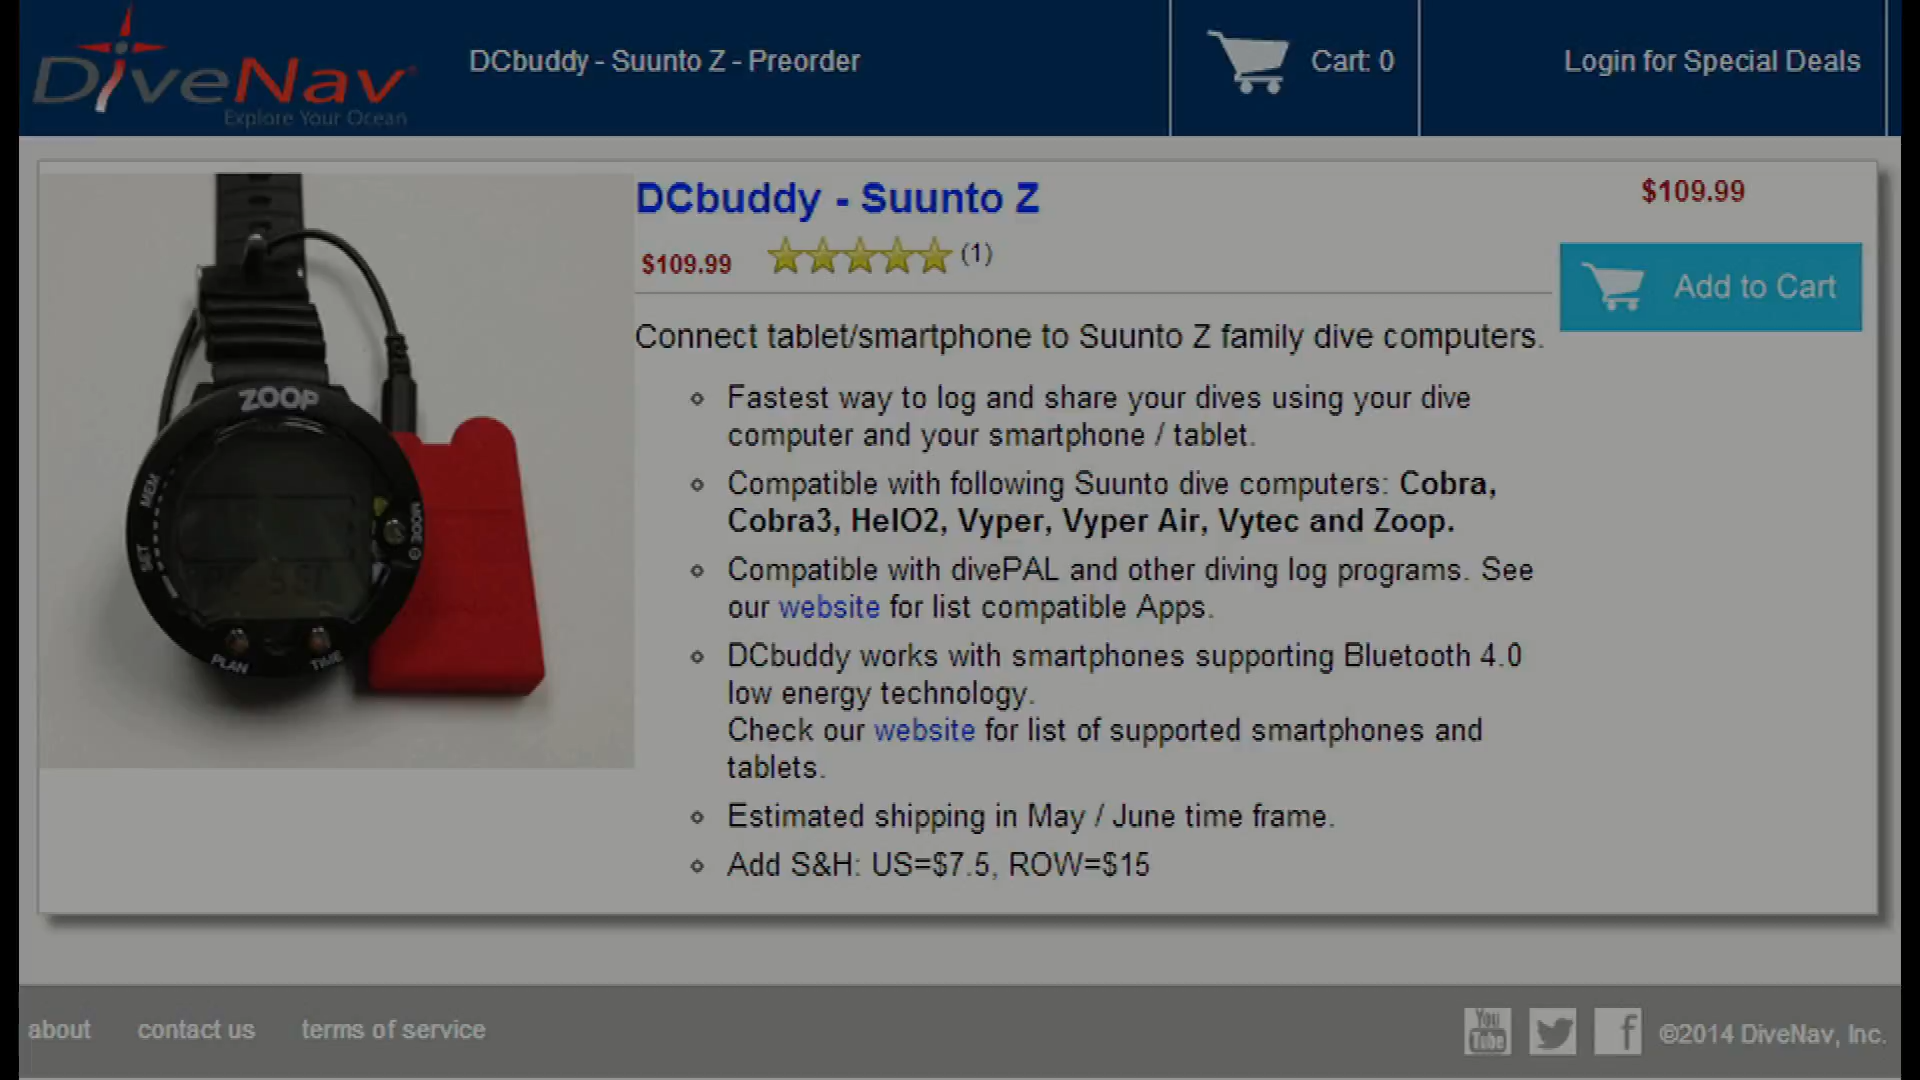 DiveNav
Explore Your Ocean
DCbuddy - Suunto Z - Preorder
Cart: 0
Login for Special Deals
DCbuddy - Suunto Z
$109.99
$109.99
(1)
Add to Cart
Connect tablet/smartphone to Suunto Z family dive computers.
Fastest way to log and share your dives using your dive
computer and your smartphone / tablet.
Compatible with following Suunto dive computers: Cobra,
Cobra3, HelO2, Vyper, Vyper Air, Vytec and Zoop.
Compatible with divePAL and other diving log programs. See
our website for list compatible Apps.
DCbuddy works with smartphones supporting Bluetooth 4.0
low energy technology.
Check our website for list of supported smartphones and
tablets.
Estimated shipping in May / June time frame.
Add S&H: US=$7.5, ROW=$15
ZOOP
MEM
MODE
SET
PLAN
TIME
about
contact us
terms of service
You
Tube
f
©2014 DiveNav, Inc.